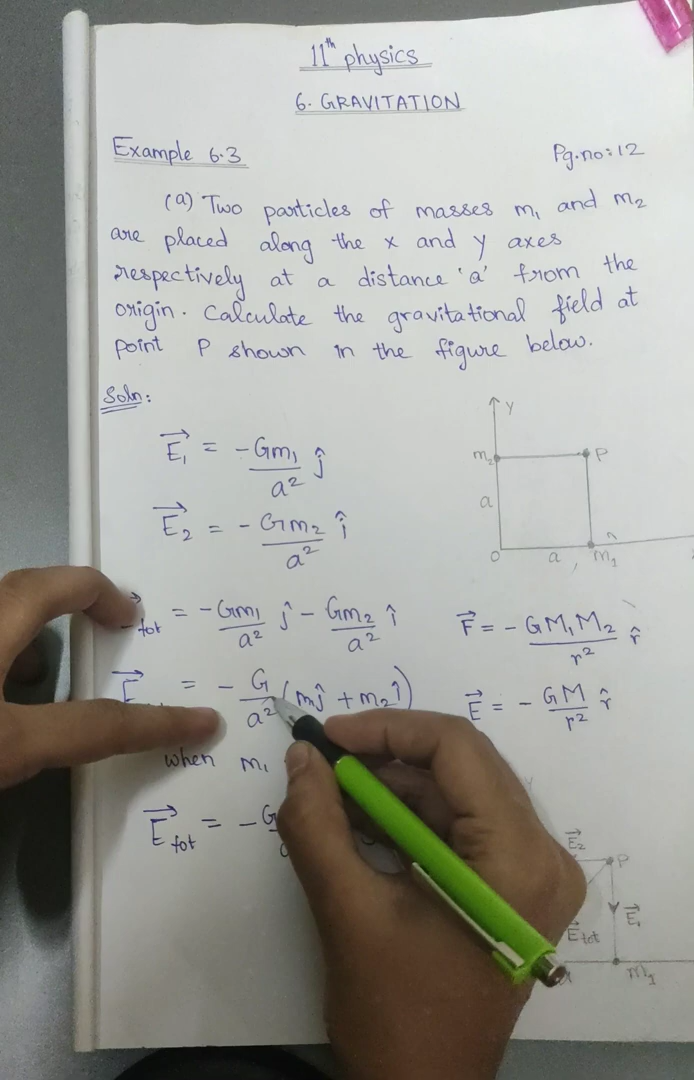 11th physics
6. GRAVITATION
Example 6.3 Pg.no:12
(a) Two particles of masses m₁ and m₂
are placed along the x and y axes
respectively at a distance 'a' from the
origin. Calculate the gravitational field at
point P shown in the figure below.
Soln:
E₁⃗ = -Gm₁/a² ĵ
E₂⃗ = - Gm₂/a² î
Y
m₂ P
a
O a, m₁
tot = -Gm₁/a² ĵ - Gm₂/a² î
F⃗ = - GM₁M₂/r² r̂
E⃗ = - G/a² (m₁ĵ + m₂î)
E⃗ = - GM/r² r̂
when m₁
E⃗tot = - G
E₂⃗ P
E₁⃗
E⃗tot
m₁